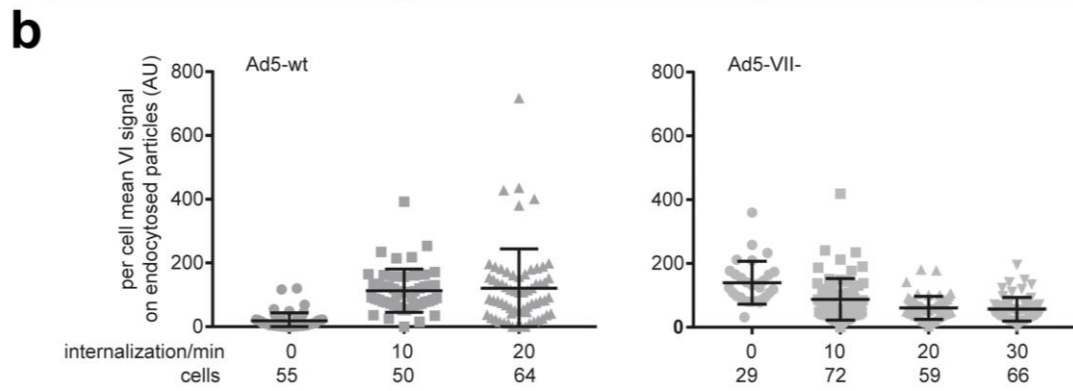 b
Ad5-wt
Ad5-VII-
per cell mean VI signal
on endocytosed particles (AU)
800
600
400
200
0
800
600
400
200
0
internalization/min 0 10 20 0 10 20 30
cells 55 50 64 29 72 59 66